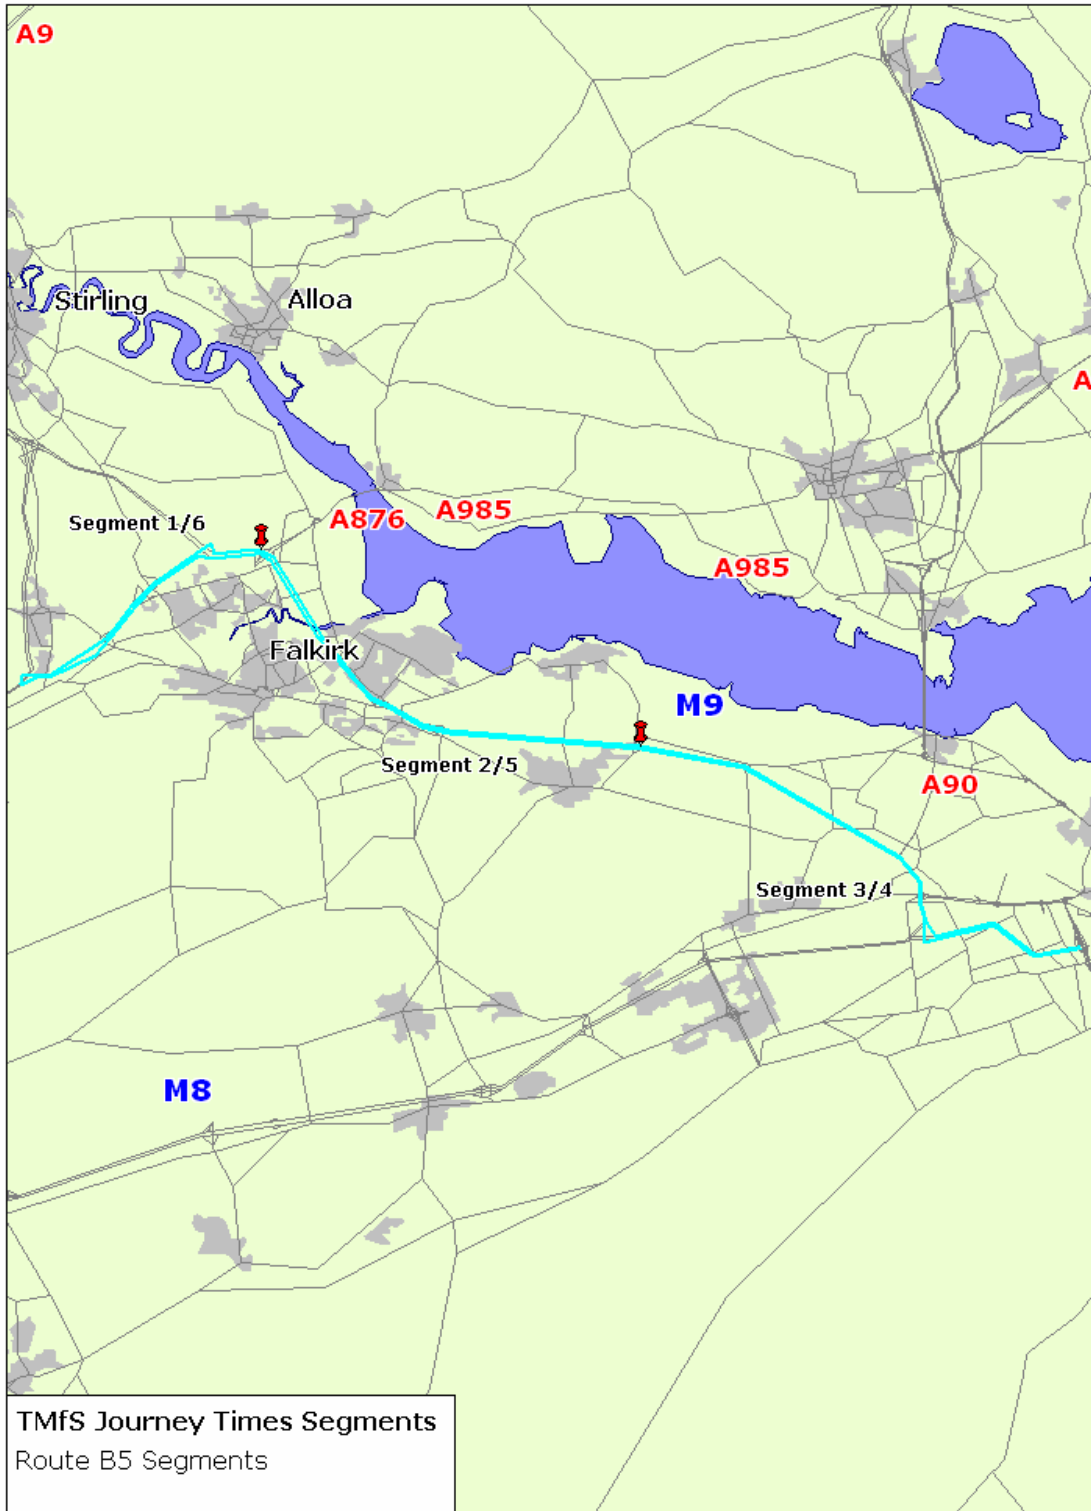 A9
Stirling
Alloa
A
Segment 1/6
A876
A985
A985
Falkirk
M9
Segment 2/5
A90
Segment 3/4
M8
TMfS Journey Times Segments
Route B5 Segments